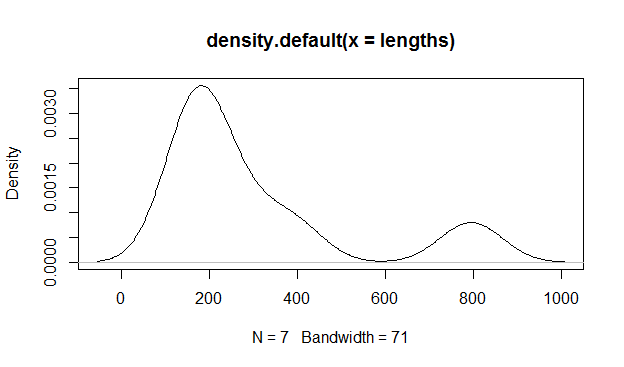 density.default(x = lengths)
Density
0.0030
0.0015
0.0000
0 200 400 600 800 1000
N = 7 Bandwidth = 71